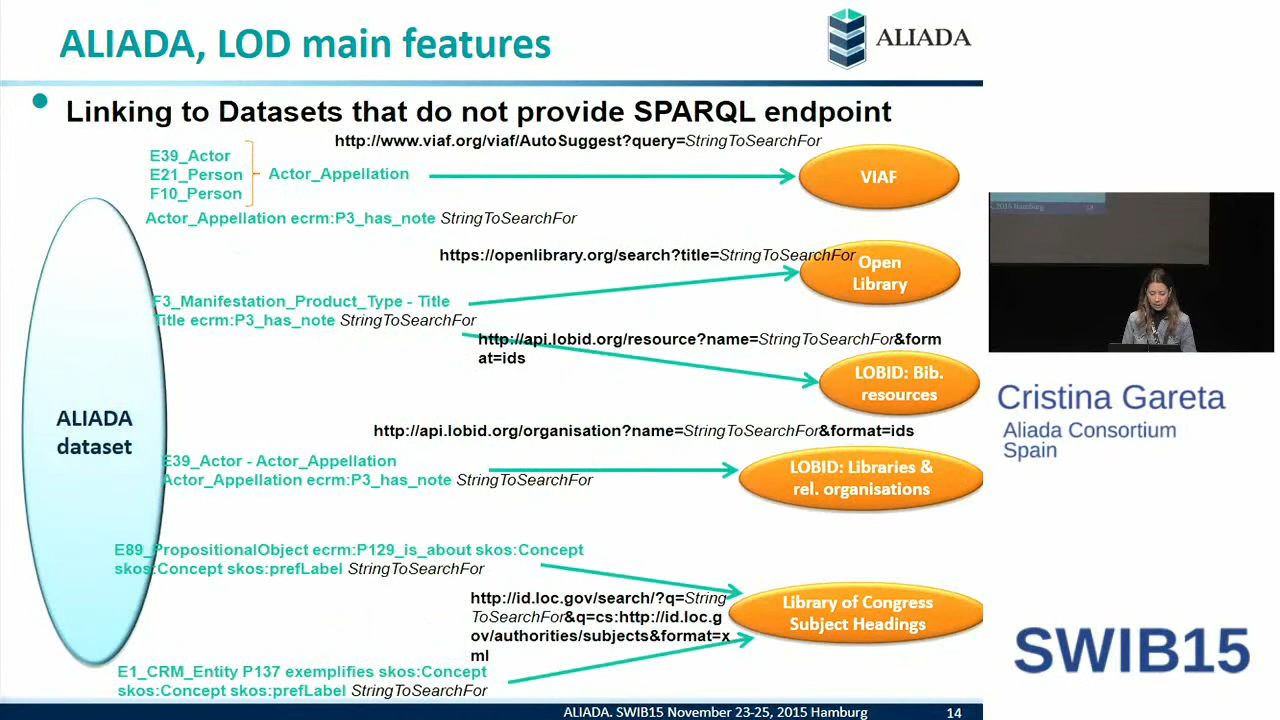 ALIADA, LOD main features
ALIADA
Linking to Datasets that do not provide SPARQL endpoint
http://www.viaf.org/viaf/AutoSuggest?query=StringToSearchFor
E39_Actor
E21_Person
F10_Person
Actor_Appellation
VIAF
Actor_Appellation ecrm:P3_has_note StringToSearchFor
https://openlibrary.org/search?title=StringToSearchFor
Open
Library
F3_Manifestation_Product_Type - Title
Title ecrm:P3_has_note StringToSearchFor
http://api.lobid.org/resource?name=StringToSearchFor&form
at=ids
LOBID: Bib.
resources
ALIADA
dataset
http://api.lobid.org/organisation?name=StringToSearchFor&format=ids
E39_Actor - Actor_Appellation
Actor_Appellation ecrm:P3_has_note StringToSearchFor
LOBID: Libraries &
rel. organisations
E89_PropositionalObject ecrm:P129_is_about skos:Concept
skos:Concept skos:prefLabel StringToSearchFor
http://id.loc.gov/search/?q=String
ToSearchFor&q=cs:http://id.loc.g
ov/authorities/subjects&format=x
ml
Library of Congress
Subject Headings
E1_CRM_Entity P137 exemplifies skos:Concept
skos:Concept skos:prefLabel StringToSearchFor
ALIADA. SWIB15 November 23-25, 2015 Hamburg
14
Cristina Gareta
Aliada Consortium
Spain
SWIB15